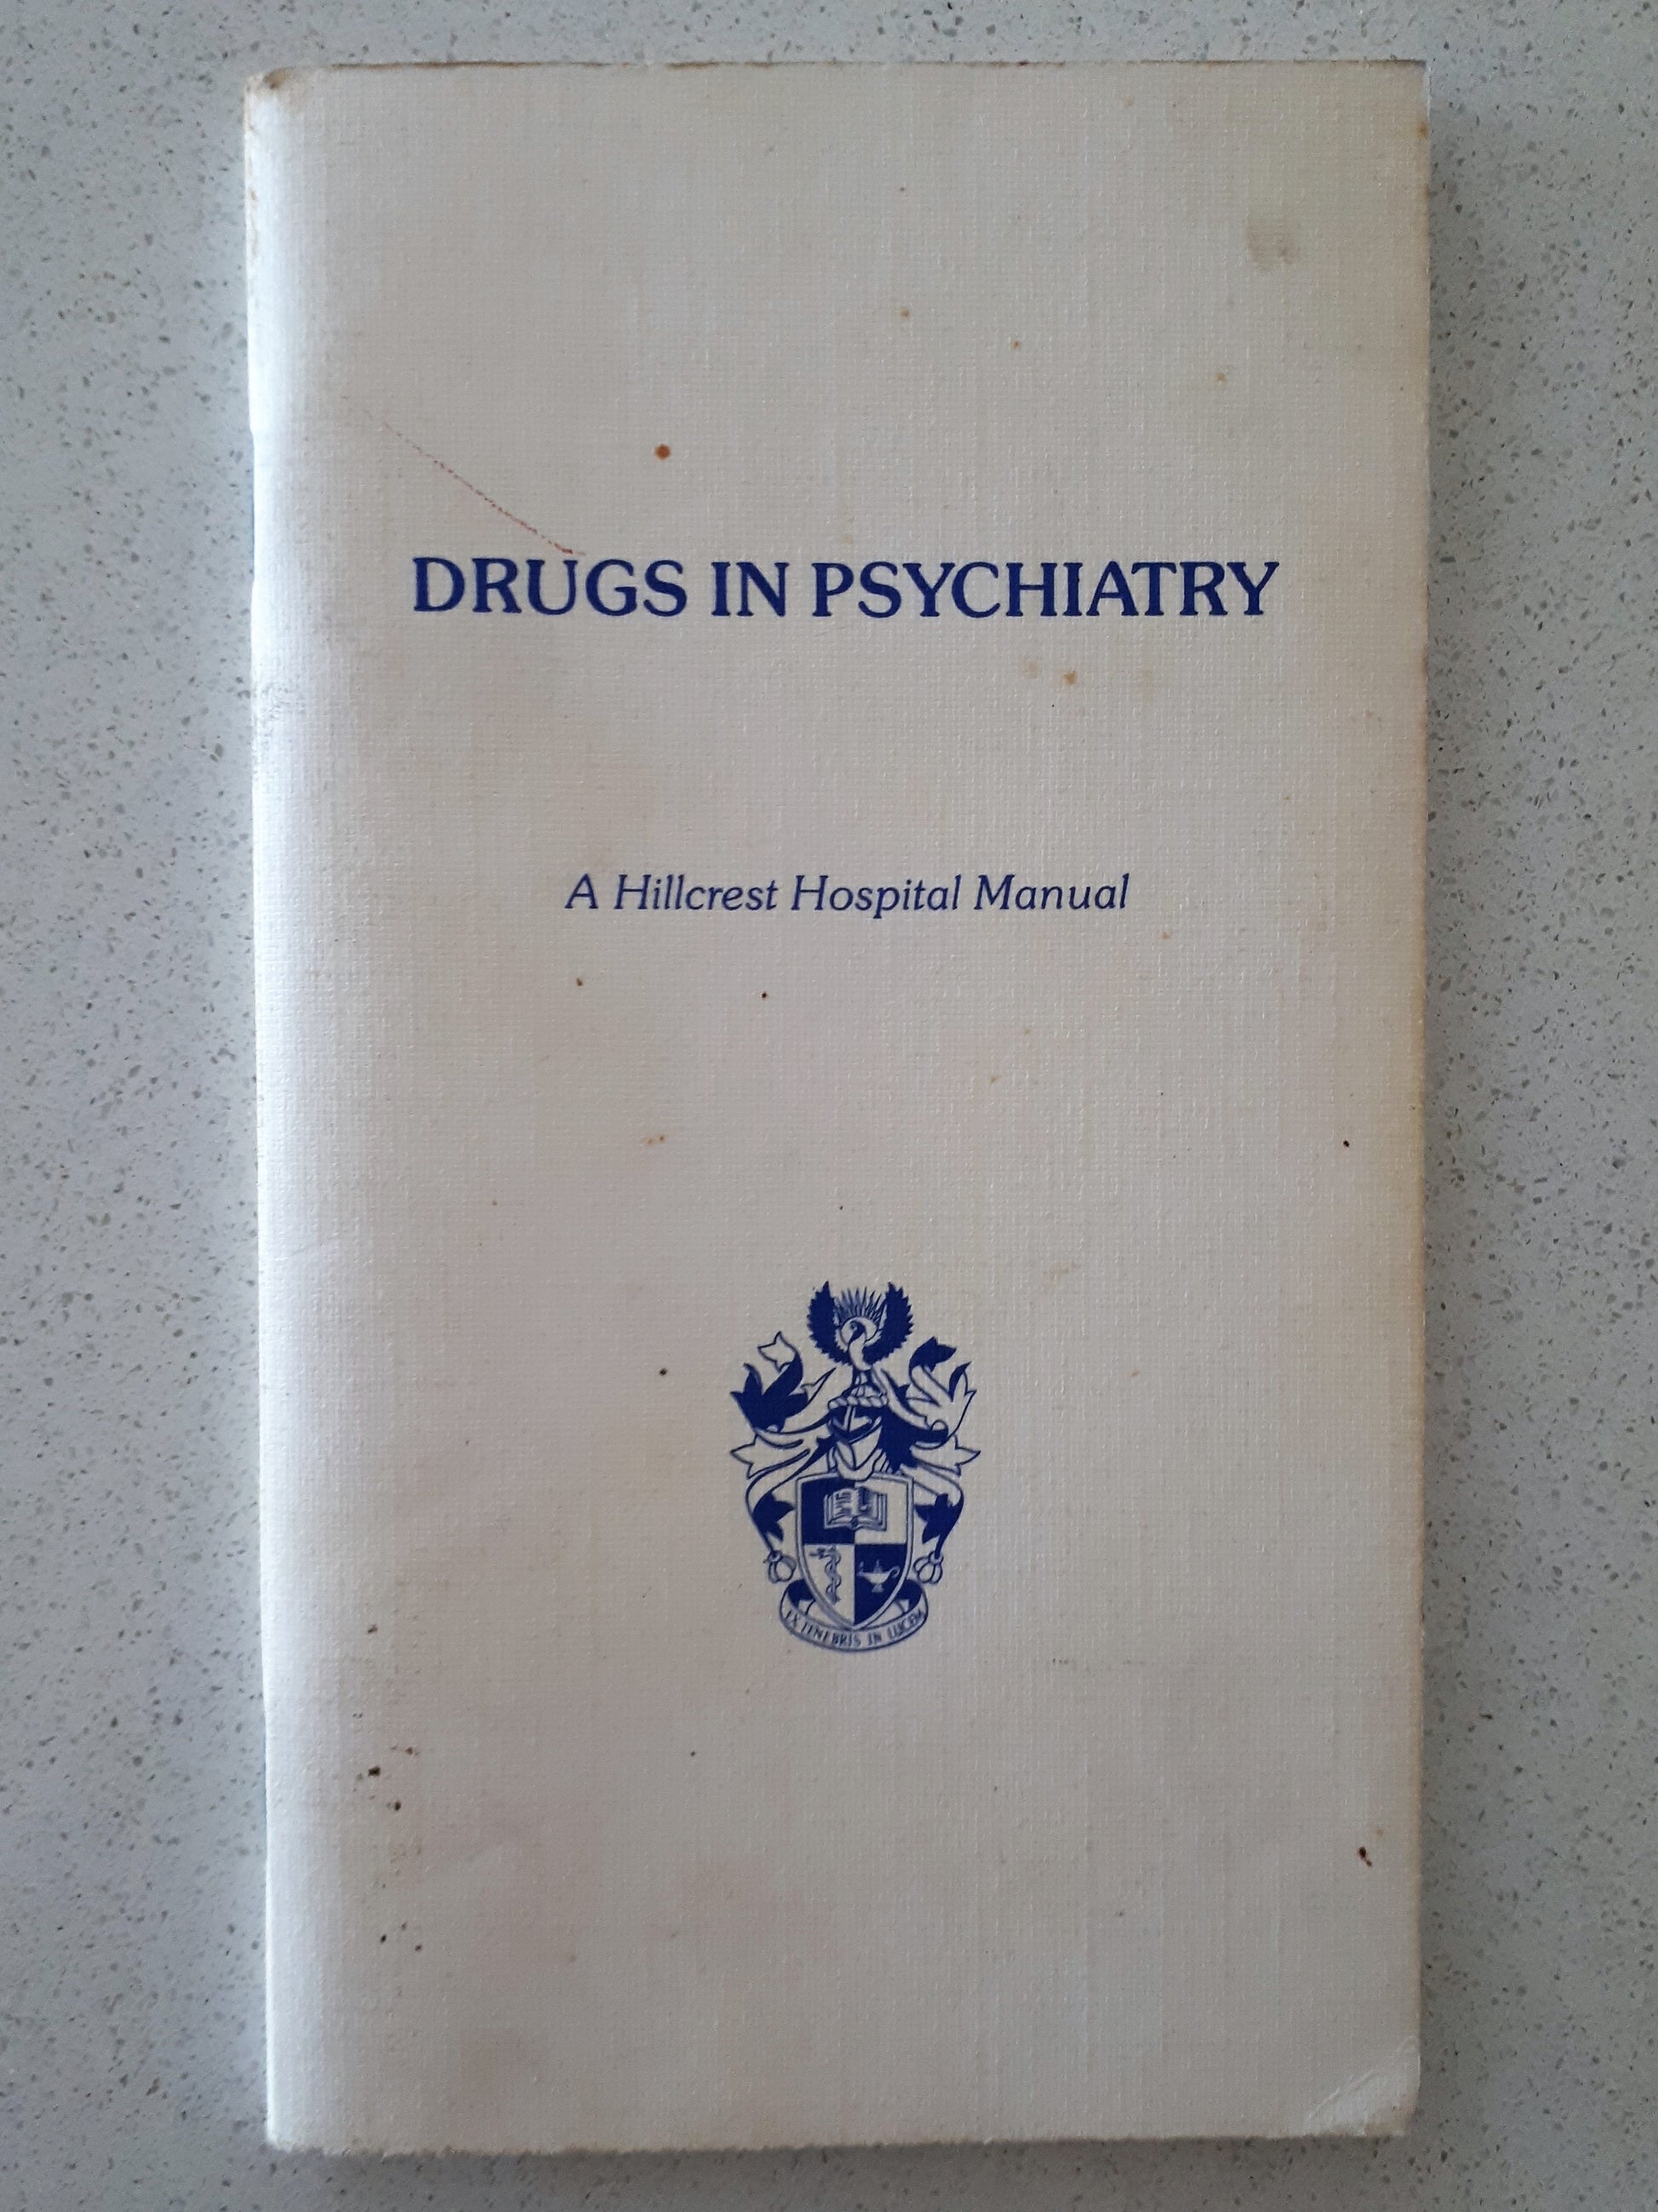 DRUGS IN PSYCHIATRY
A Hillcrest Hospital Manual
EX TENEBRIS IN LUCEM